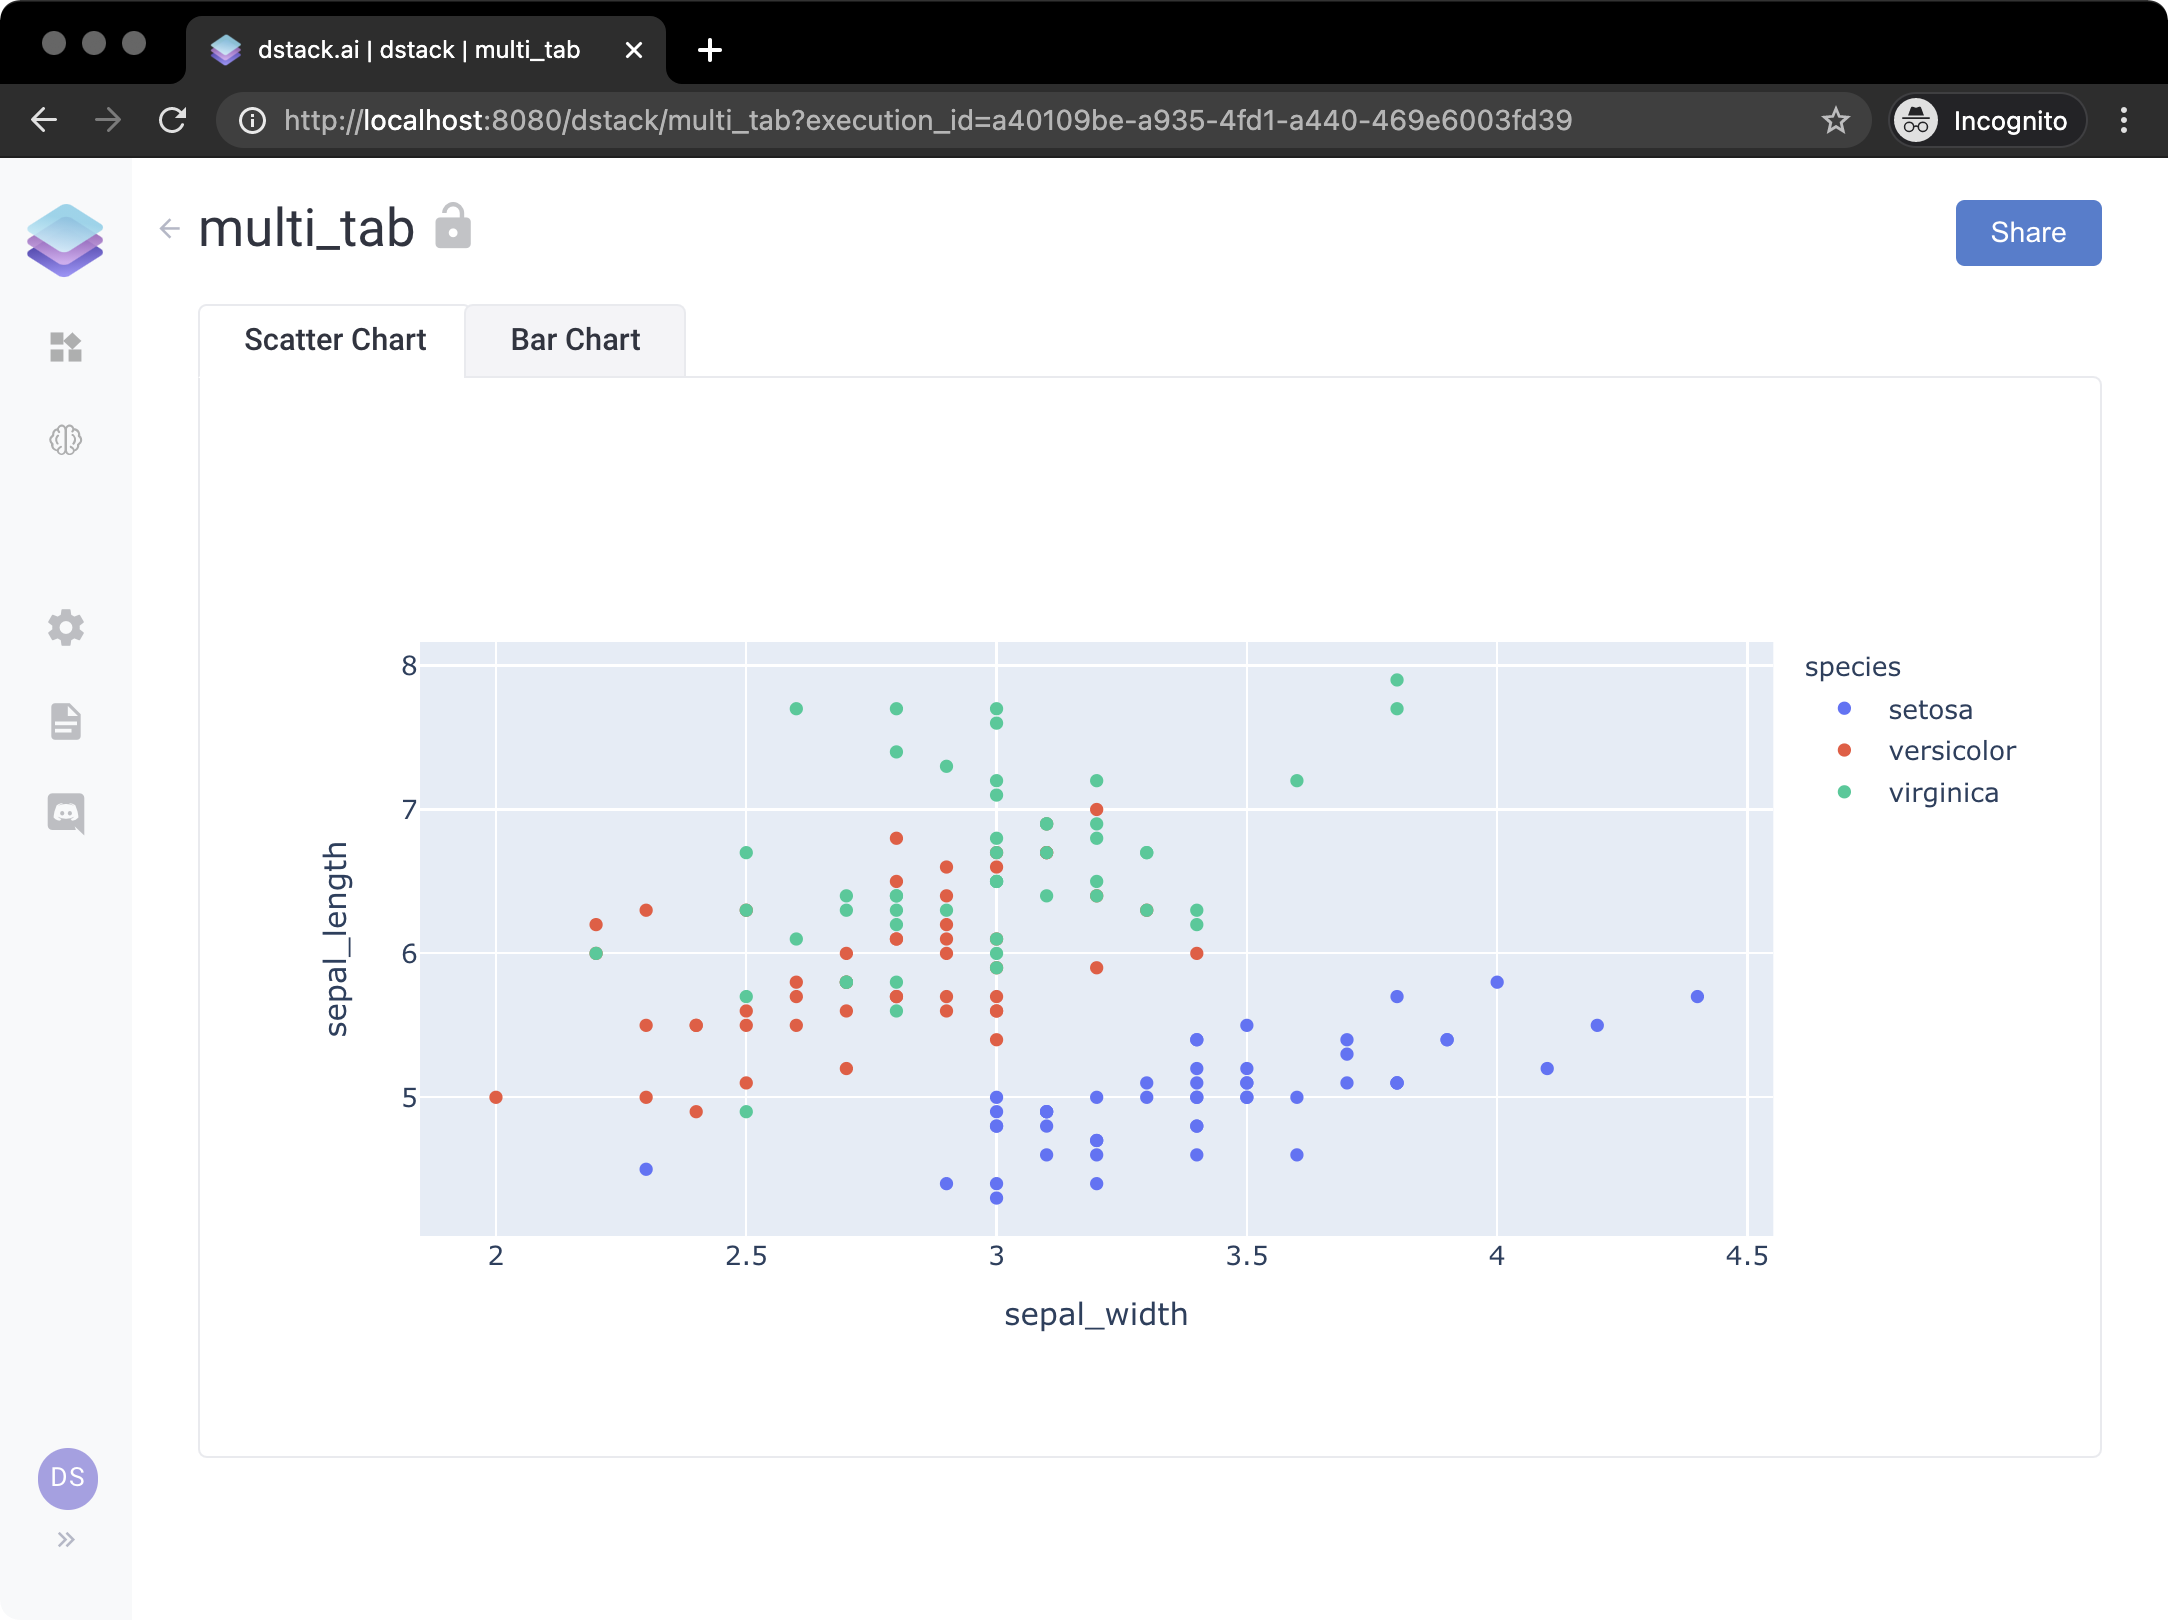 dstack.ai | dstack | multi_tab
http://localhost:8080/dstack/multi_tab?execution_id=a40109be-a935-4fd1-a440-469e6003fd39
Incognito
multi_tab
Share
Scatter Chart
Bar Chart
8
7
6
5
sepal_length
2 2.5 3 3.5 4 4.5
sepal_width
species
setosa
versicolor
virginica
DS